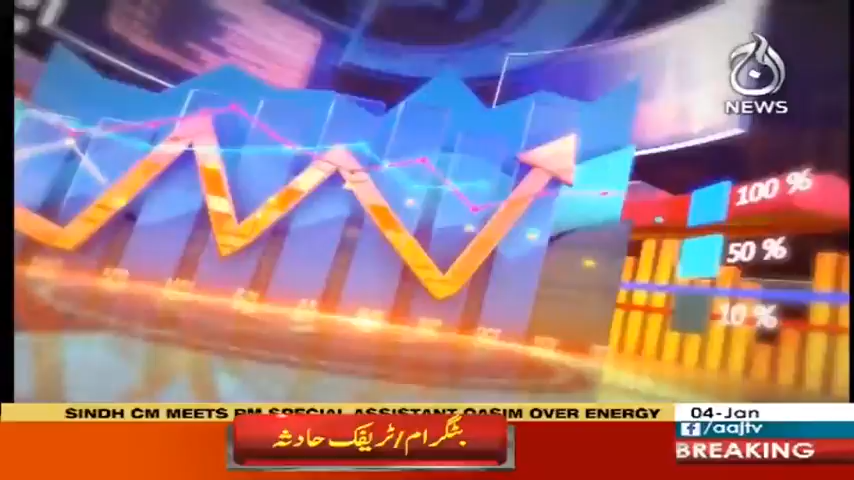 NEWS
100 %
50 %
10 %
SINDH CM MEETS PM SPECIAL ASSISTANT QASIM OVER ENERGY
04-Jan
/aajtv
بٹگرام/ٹریفک حادثہ
BREAKING